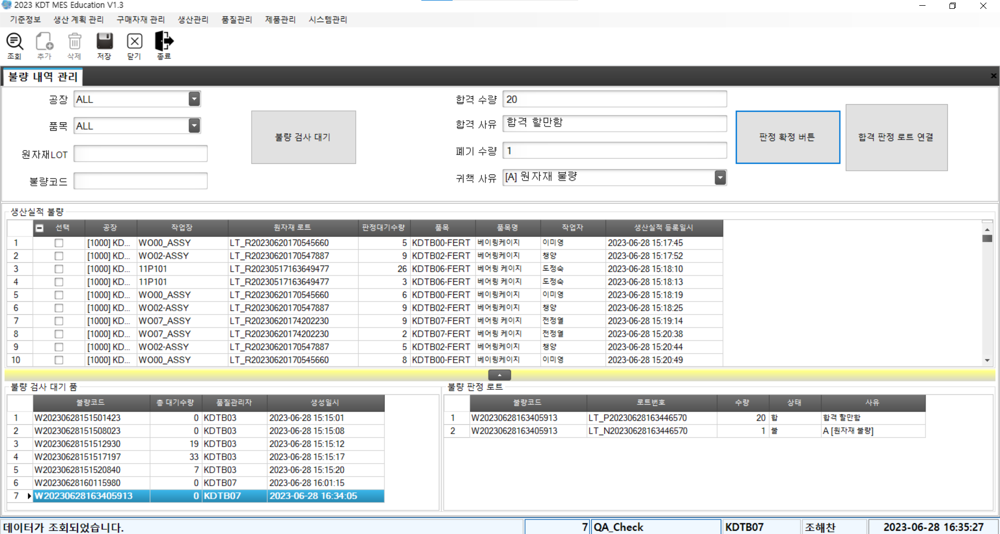 2023 KDT MES Education V1.3
기준정보 생산 계획 관리 구매자재 관리 생산관리 품질관리 제품관리 시스템관리
조회 추가 삭제 저장 닫기 종료
불량 내역 관리
공장 ALL
품목 ALL
원자재LOT
불량코드
불량 검사 대기
합격 수량 20
합격 사유 합격 할만함
폐기 수량 1
귀책 사유 [A] 원자재 불량
판정 확정 버튼
합격 판정 로트 연결
생산실적 불량
선택 공장 작업장 원자재 로트 판정대기수량 품목 품목명 작업자 생산실적 등록일시
1 [1000] KD... WO00_ASSY LT_R20230620170545660 5 KDTB00-FERT 베이링케이지 이미영 2023-06-28 15:17:45
2 [1000] KD... WO02-ASSY LT_R20230620170547887 9 KDTB02-FERT 베어링케이지 챙양 2023-06-28 15:17:52
3 [1000] KD... 11P101 LT_R20230517163649477 26 KDTB06-FERT 베어링 케이지 도정숙 2023-06-28 15:18:10
4 [1000] KD... 11P101 LT_R20230517163649477 3 KDTB06-FERT 베어링 케이지 도정숙 2023-06-28 15:18:13
5 [1000] KD... WO00_ASSY LT_R20230620170545660 6 KDTB00-FERT 베이링케이지 이미영 2023-06-28 15:18:19
6 [1000] KD... WO02-ASSY LT_R20230620170547887 9 KDTB02-FERT 베어링케이지 챙양 2023-06-28 15:18:25
7 [1000] KD... WO07_ASSY LT_R20230620174202230 9 KDTB07-FERT 베어링 케이지 전정열 2023-06-28 15:19:14
8 [1000] KD... WO07_ASSY LT_R20230620174202230 2 KDTB07-FERT 베어링 케이지 전정열 2023-06-28 15:20:38
9 [1000] KD... WO02-ASSY LT_R20230620170547887 5 KDTB02-FERT 베어링케이지 챙양 2023-06-28 15:20:44
10 [1000] KD... WO00_ASSY LT_R20230620170545660 8 KDTB00-FERT 베이링케이지 이미영 2023-06-28 15:20:49
불량 검사 대기 품
불량코드 총 대기수량 품질관리자 생성일시
1 W20230628151501423 0 KDTB03 2023-06-28 15:15:01
2 W20230628151508023 0 KDTB03 2023-06-28 15:15:08
3 W20230628151512930 19 KDTB03 2023-06-28 15:15:12
4 W20230628151517197 33 KDTB03 2023-06-28 15:15:17
5 W20230628151520840 7 KDTB03 2023-06-28 15:15:20
6 W20230628160115980 0 KDTB07 2023-06-28 16:01:15
7 W20230628163405913 0 KDTB07 2023-06-28 16:34:05
불량 판정 로트
불량코드 로트번호 수량 상태 사유
1 W20230628163405913 LT_P20230628163446570 20 합 합격 할만함
2 W20230628163405913 LT_N20230628163446570 1 불 A [원자재 불량]
데이터가 조회되었습니다. 7 QA_Check KDTB07 조해찬 2023-06-28 16:35:27